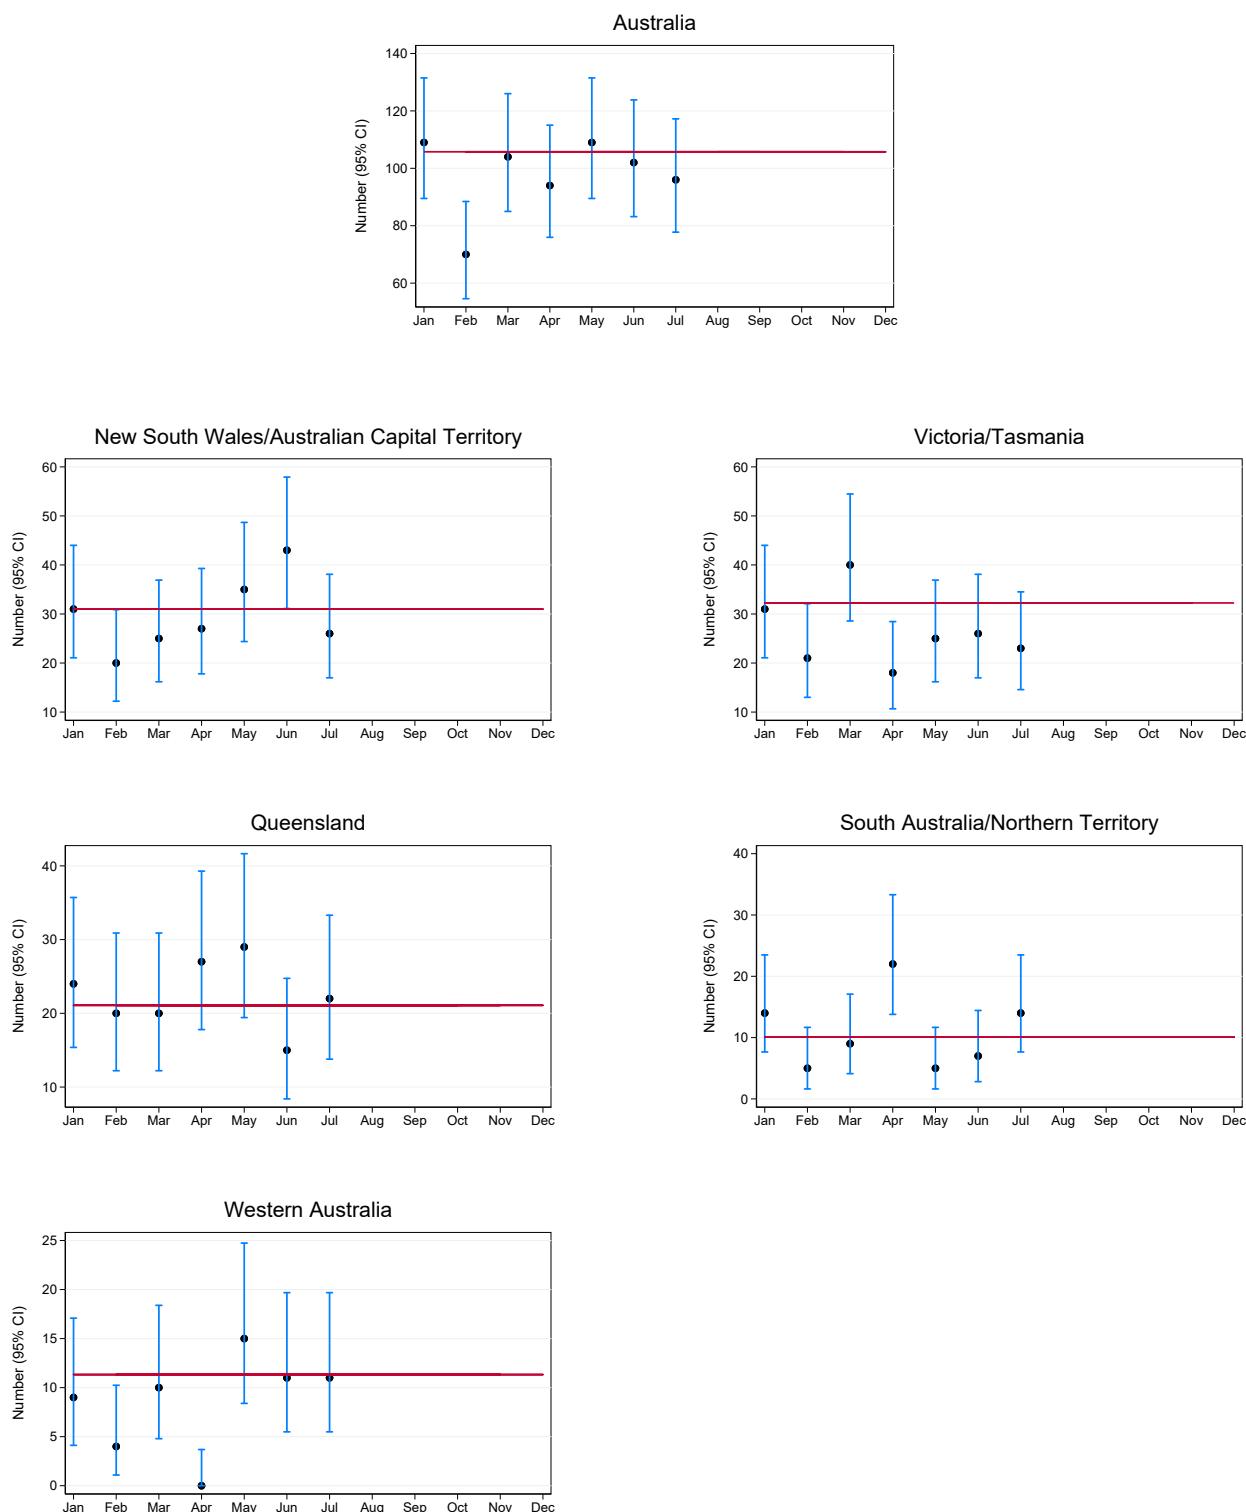 Australia
Number (95% CI)
140
120
100
80
60
Jan Feb Mar Apr May Jun Jul Aug Sep Oct Nov Dec
New South Wales/Australian Capital Territory
Number (95% CI)
60
50
40
30
20
10
Jan Feb Mar Apr May Jun Jul Aug Sep Oct Nov Dec
Victoria/Tasmania
Number (95% CI)
60
50
40
30
20
10
Jan Feb Mar Apr May Jun Jul Aug Sep Oct Nov Dec
Queensland
Number (95% CI)
40
30
20
10
Jan Feb Mar Apr May Jun Jul Aug Sep Oct Nov Dec
South Australia/Northern Territory
Number (95% CI)
40
30
20
10
0
Jan Feb Mar Apr May Jun Jul Aug Sep Oct Nov Dec
Western Australia
Number (95% CI)
25
20
15
10
5
0
Jan Feb Mar Apr May Jun Jul Aug Sep Oct Nov Dec